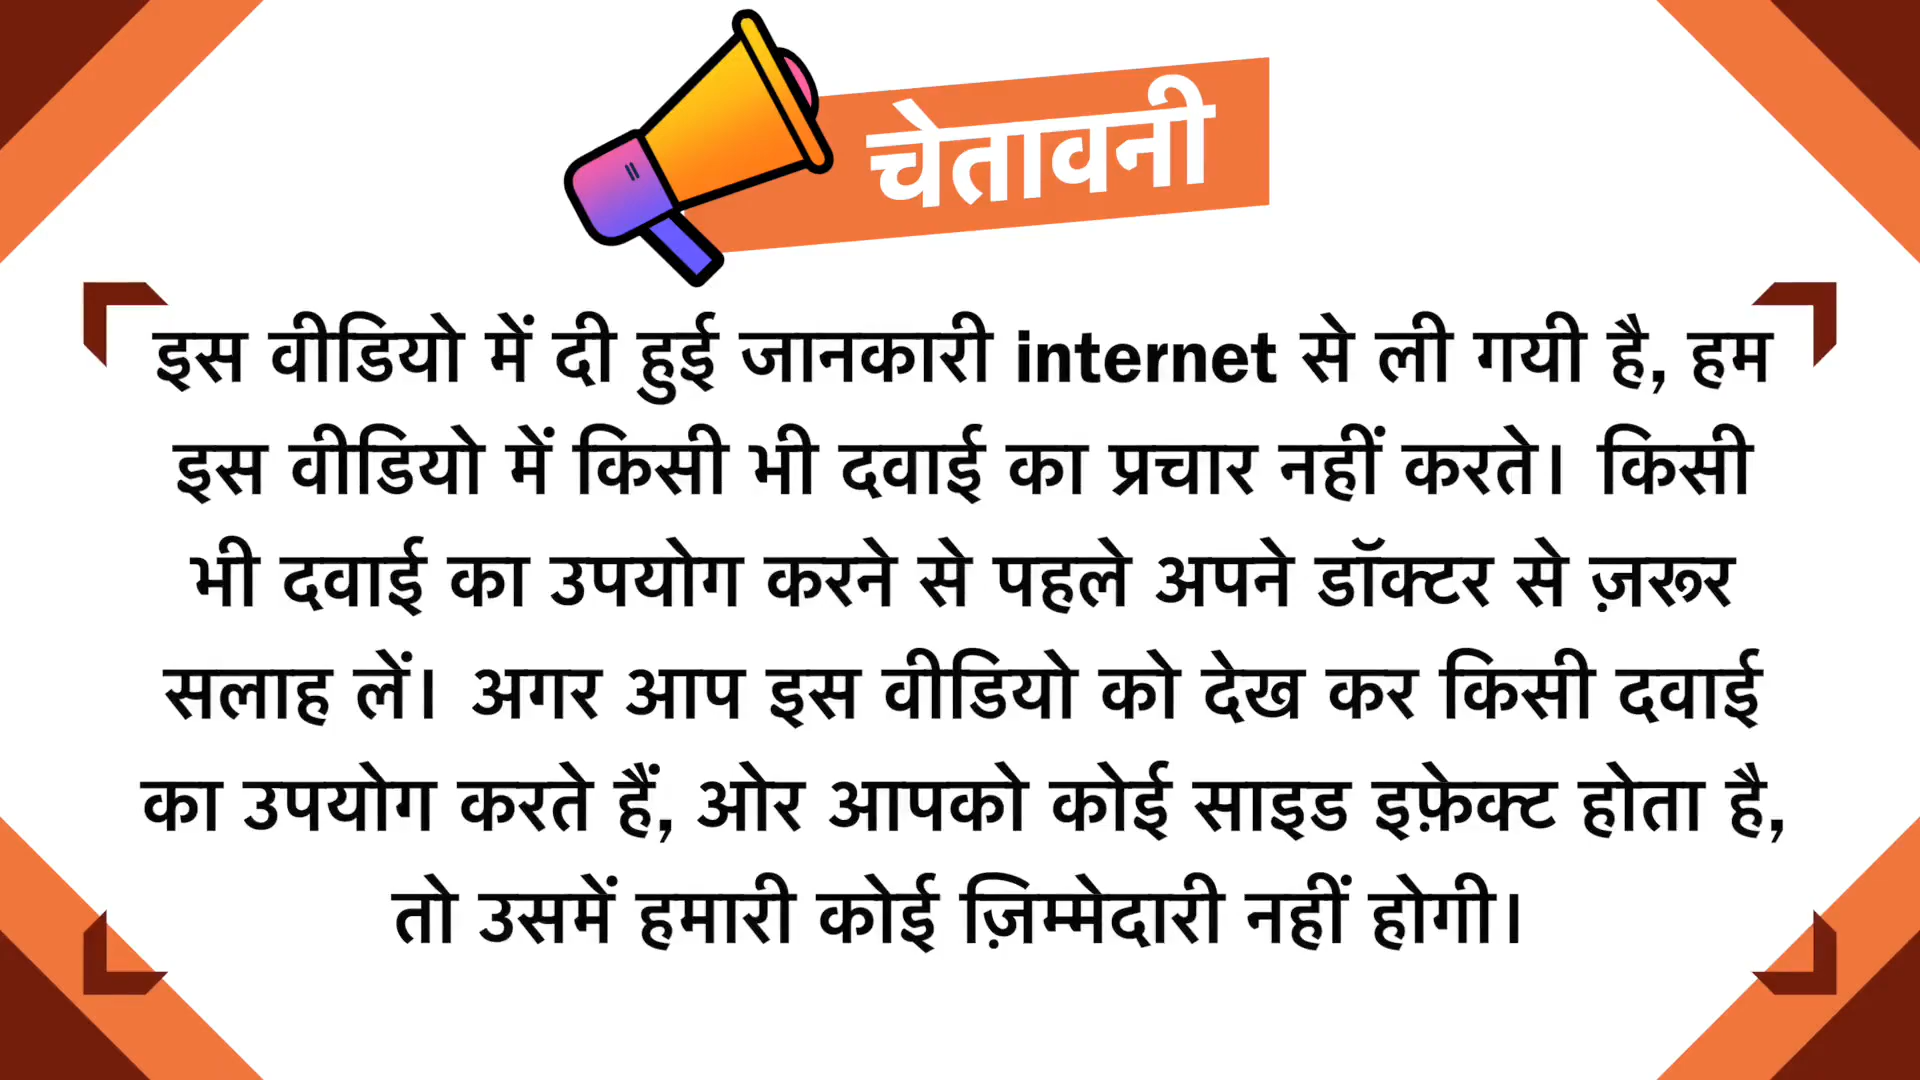 चेतावनी
इस वीडियो में दी हुई जानकारी internet से ली गयी है, हम
इस वीडियो में किसी भी दवाई का प्रचार नहीं करते। किसी
भी दवाई का उपयोग करने से पहले अपने डॉक्टर से ज़रूर
सलाह लें। अगर आप इस वीडियो को देख कर किसी दवाई
का उपयोग करते हैं, ओर आपको कोई साइड इफ़ेक्ट होता है,
तो उसमें हमारी कोई ज़िम्मेदारी नहीं होगी।